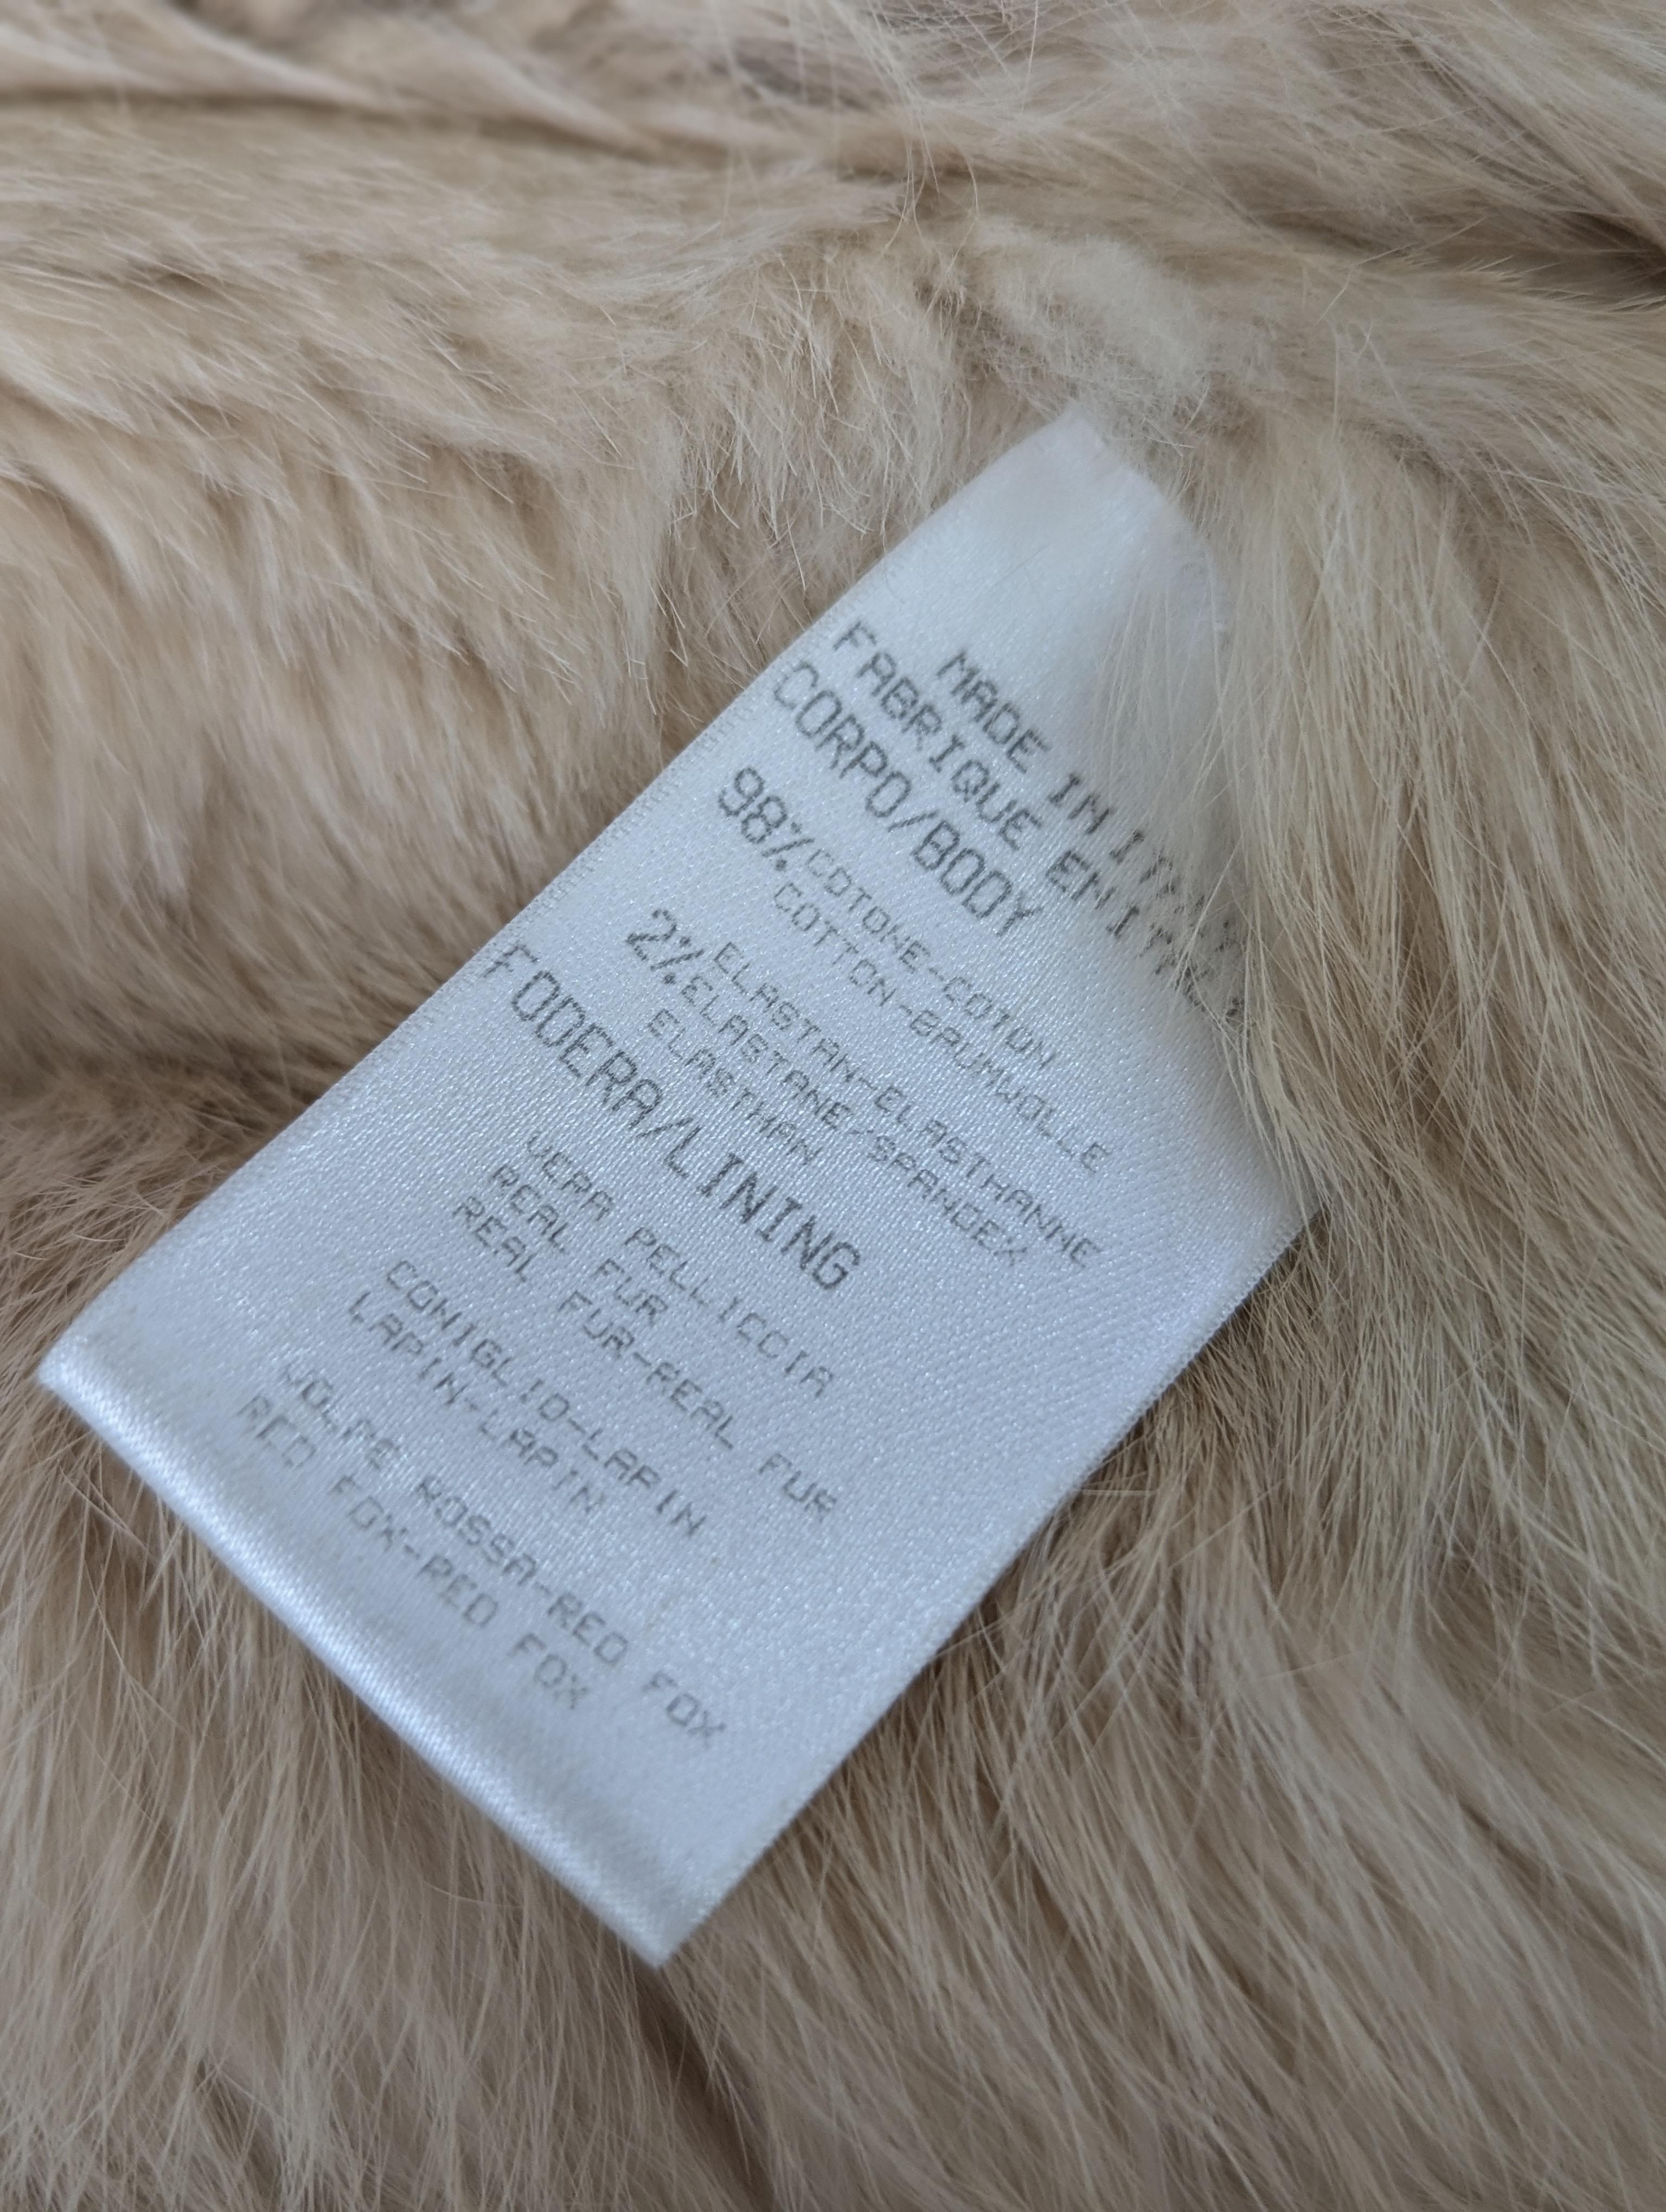 MADE IN ITALY
FABRIQUE EN ITALY
CORPO/BODY
98% COTONE-COTON
COTTON-BAUMWOLLE
2% ELASTAN-ELASTHANNE
ELASTANE/SPANDEX
ELASTHAN
FODERA/LINING
VERA PELLICCIA
REAL FUR
REAL FUR-REAL FUR
CONIGLIO-LAPIN
LAPIN-LAPIN
VOLPE ROSSA-RED FOX
RED FOX-RED FOX